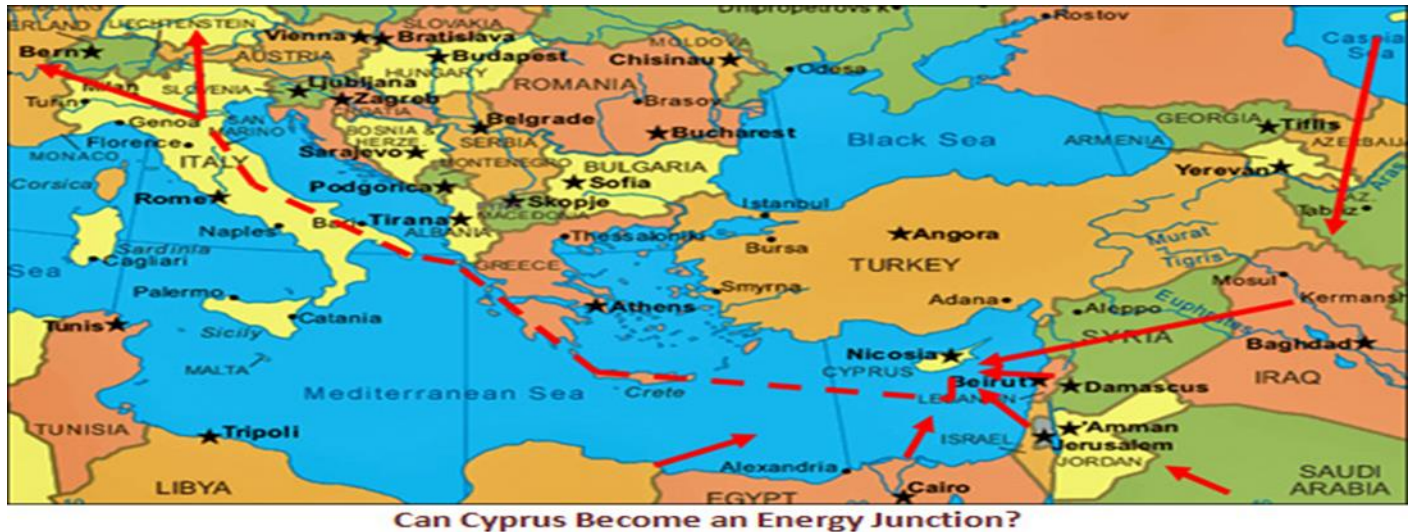 Dnipropetrovsk
Rostov
LIECHTENSTEIN
Vienna
Bratislava
SLOVAKIA
Caspian
Sea
Bern
AUSTRIA
Budapest
MOLDOVA
Chisinau
Odesa
HUNGARY
ROMANIA
Milan
SLOVENIA
Ljubljana
Turin
Zagreb
CROATIA
Brasov
Genoa
SAN
MARINO
BOSNIA &
HERZE
Belgrade
Bucharest
Black Sea
GEORGIA
Tiflis
ARMENIA
AZERBAIJ
MONACO
Florence
ITALY
Sarajevo
SERBIA
MONTENEGRO
BULGARIA
Yerevan
Corsica
Podgorica
Sofia
AZ.
Aras
Rome
Skopje
Istanbul
Tabriz
Bari
Tirana
MACEDONIA
Naples
ALBANIA
Thessaloniki
Bursa
Angora
Murat
Sardinia
Sea
Cagliari
GREECE
TURKEY
Tigris
Mosul
Palermo
Smyrna
Adana
Kermansh
Athens
Aleppo
Euphrates
Tunis
Catania
Sicily
SYRIA
Nicosia
Baghdad
MALTA
CYPRUS
Beirut
Mediterranean Sea
Crete
LEBANON
Damascus
IRAQ
TUNISIA
Tripoli
'Amman
ISRAEL
Jerusalem
JORDAN
Alexandria
SAUDI
ARABIA
LIBYA
EGYPT
Cairo
Can Cyprus Become an Energy Junction?